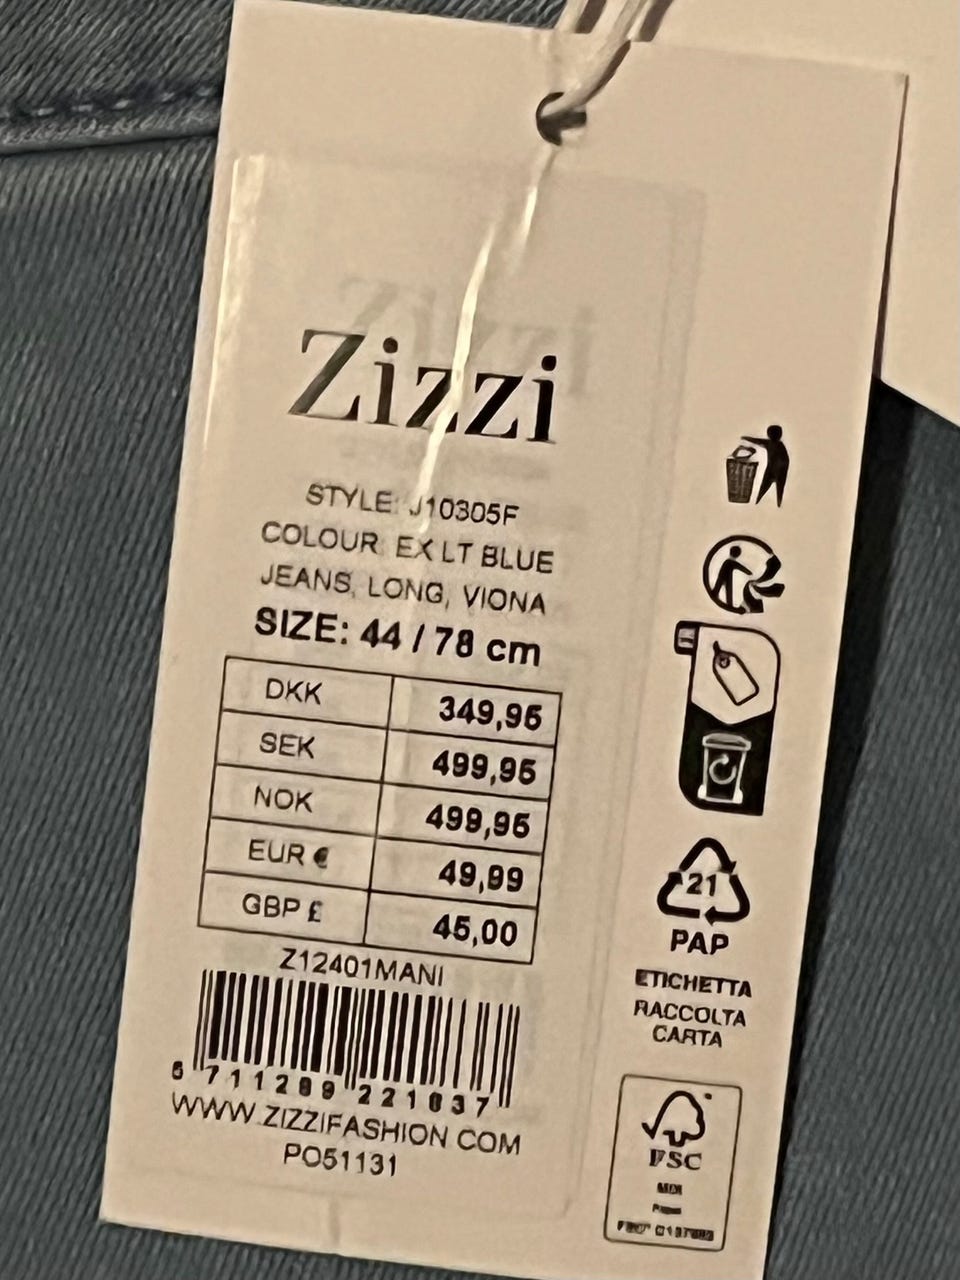 Zizzi
STYLE: J10305F
COLOUR: EX LT BLUE
JEANS, LONG, VIONA
SIZE: 44 / 78 cm
DKK 349,95
SEK 499,95
NOK 499,95
EUR € 49,99
GBP £ 45,00
Z12401MANI
5 711289 221837
WWW.ZIZZIFASHION.COM
PO51131
21
PAP
ETICHETTA
RACCOLTA
CARTA
FSC